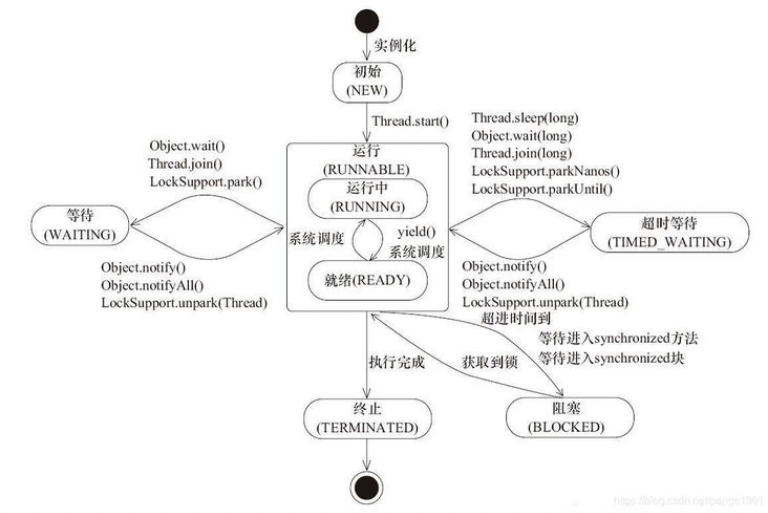 实例化
初始
(NEW)
Thread.start()
Object.wait()
Thread.join()
LockSupport.park()
Thread.sleep(long)
Object.wait(long)
Thread.join(long)
LockSupport.parkNanos()
LockSupport.parkUntil()
运行
(RUNNABLE)
运行中
(RUNNING)
系统调度
yield()
系统调度
就绪(READY)
等待
(WAITING)
超时等待
(TIMED_WAITING)
Object.notify()
Object.notifyAll()
LockSupport.unpark(Thread)
Object.notify()
Object.notifyAll()
LockSupport.unpark(Thread)
超进时间到
等待进入synchronized方法
等待进入synchronized块
获取到锁
执行完成
终止
(TERMINATED)
阻塞
(BLOCKED)